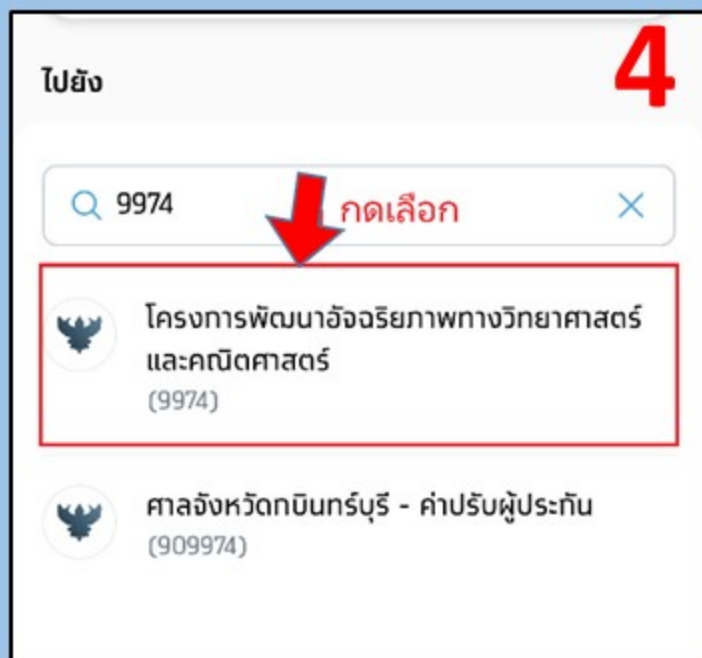 4
ไปยัง
9974
กดเลือก
โครงการพัฒนาอัจฉริยภาพทางวิทยาศาสตร์
และคณิตศาสตร์
(9974)
ศาลจังหวัดกบินทร์บุรี - ค่าปรับผู้ประกัน
(909974)